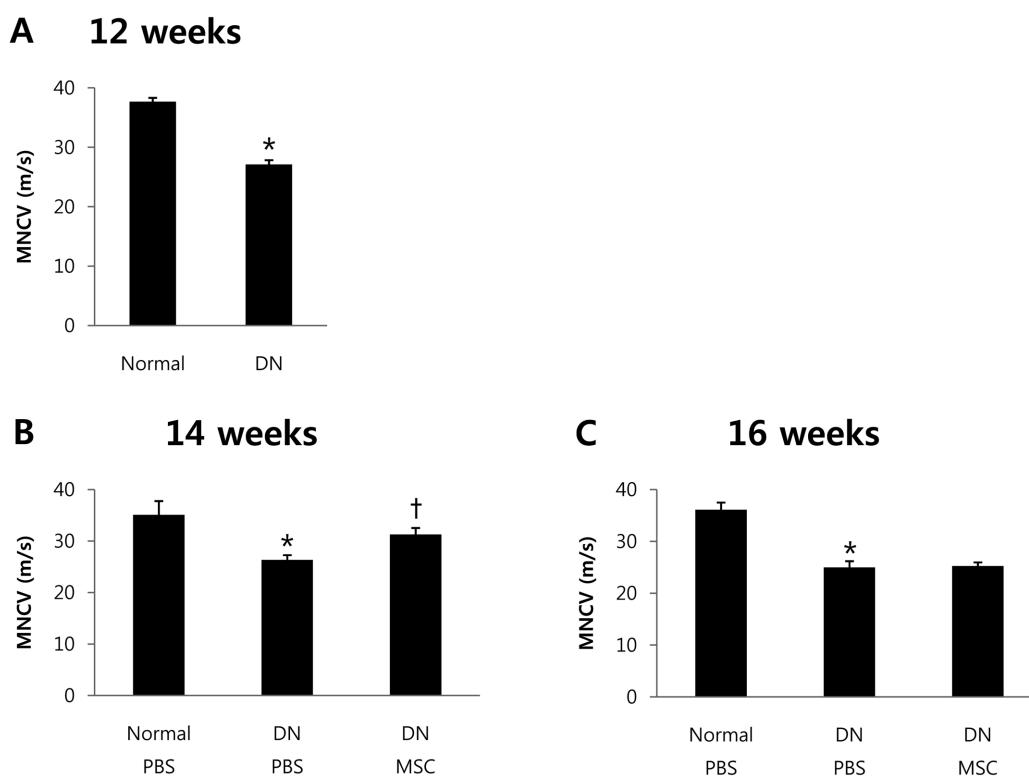 A 12 weeks
MNCV (m/s)
40
30
20
10
0
*
Normal DN
B 14 weeks
MNCV (m/s)
40
30
20
10
0
* †
Normal DN DN
PBS PBS MSC
C 16 weeks
MNCV (m/s)
40
30
20
10
0
*
Normal DN DN
PBS PBS MSC